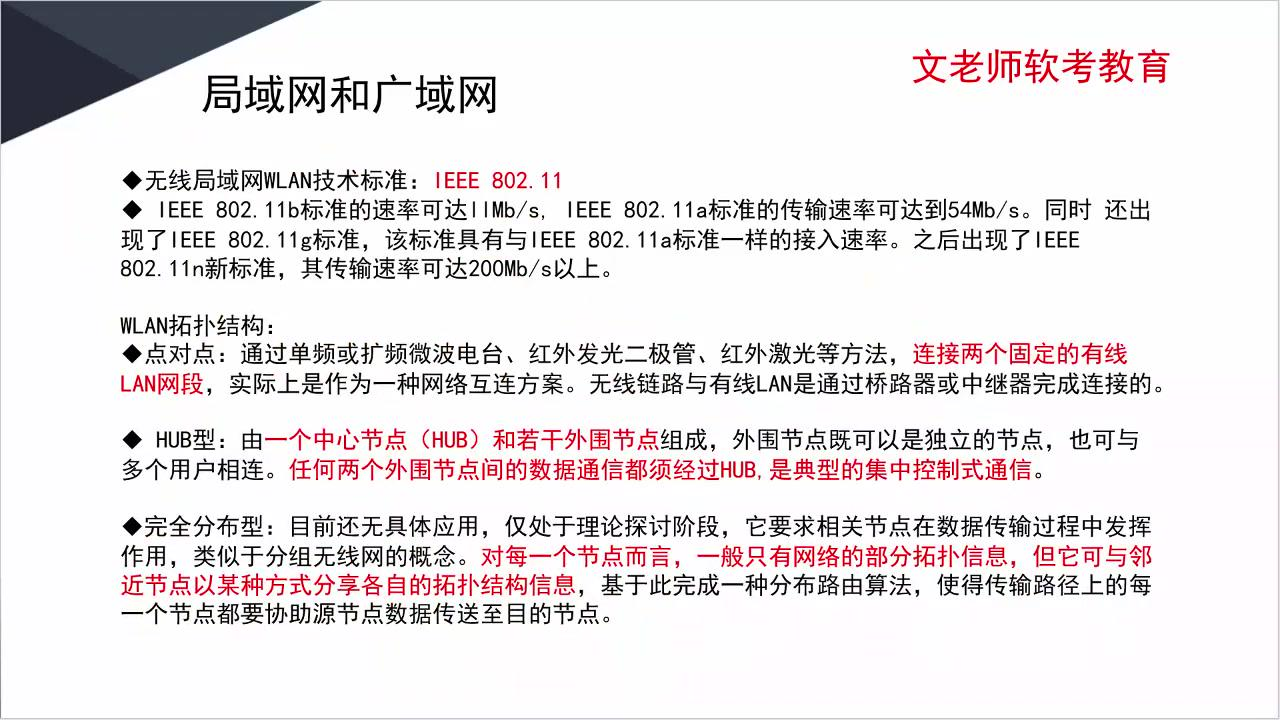 文老师软考教育
局域网和广域网
◆无线局域网WLAN技术标准：IEEE 802.11
◆ IEEE 802.11b标准的速率可达llMb/s, IEEE 802.11a标准的传输速率可达到54Mb/s。同时 还出
现了IEEE 802.11g标准，该标准具有与IEEE 802.11a标准一样的接入速率。之后出现了IEEE
802.11n新标准，其传输速率可达200Mb/s以上。
WLAN拓扑结构：
◆点对点：通过单频或扩频微波电台、红外发光二极管、红外激光等方法，连接两个固定的有线
LAN网段，实际上是作为一种网络互连方案。无线链路与有线LAN是通过桥路器或中继器完成连接的。
◆ HUB型：由一个中心节点（HUB）和若干外围节点组成，外围节点既可以是独立的节点，也可与
多个用户相连。任何两个外围节点间的数据通信都须经过HUB,是典型的集中控制式通信。
◆完全分布型：目前还无具体应用，仅处于理论探讨阶段，它要求相关节点在数据传输过程中发挥
作用，类似于分组无线网的概念。对每一个节点而言，一般只有网络的部分拓扑信息，但它可与邻
近节点以某种方式分享各自的拓扑结构信息，基于此完成一种分布路由算法，使得传输路径上的每
一个节点都要协助源节点数据传送至目的节点。